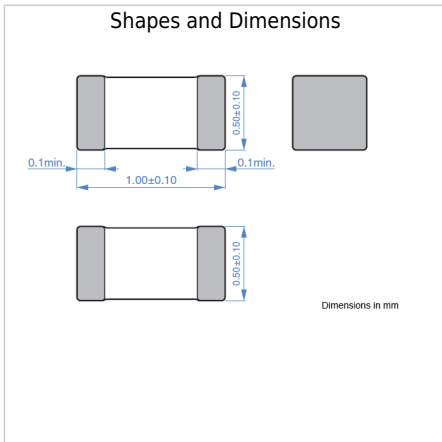 Shapes and Dimensions
0.50±0.10
0.1min.
0.1min.
1.00±0.10
0.50±0.10
Dimensions in mm